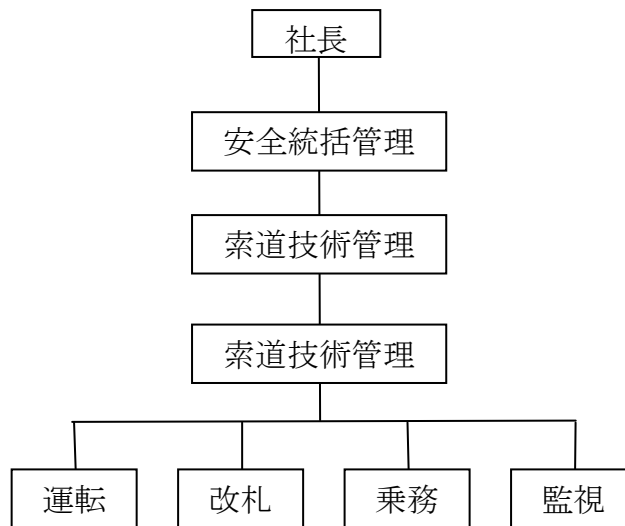 社長
安全統括管理
索道技術管理
索道技術管理
運転
改札
乗務
監視